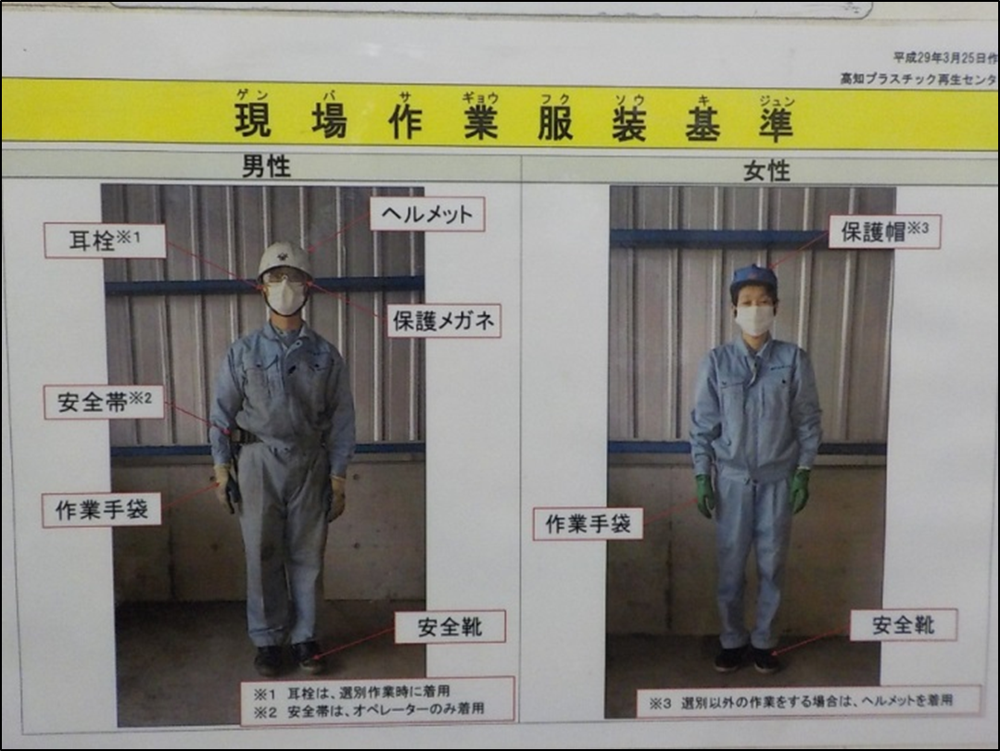 平成29年3月25日作
高知プラスチック再生センタ
ゲン バ サ ギョウ フク ソウ キ ジュン
現場作業服装基準
男性
女性
ヘルメット
耳栓※1
保護メガネ
安全帯※2
作業手袋
安全靴
※1 耳栓は、選別作業時に着用
※2 安全帯は、オペレーターのみ着用
保護帽※3
作業手袋
安全靴
※3 選別以外の作業をする場合は、ヘルメットを着用